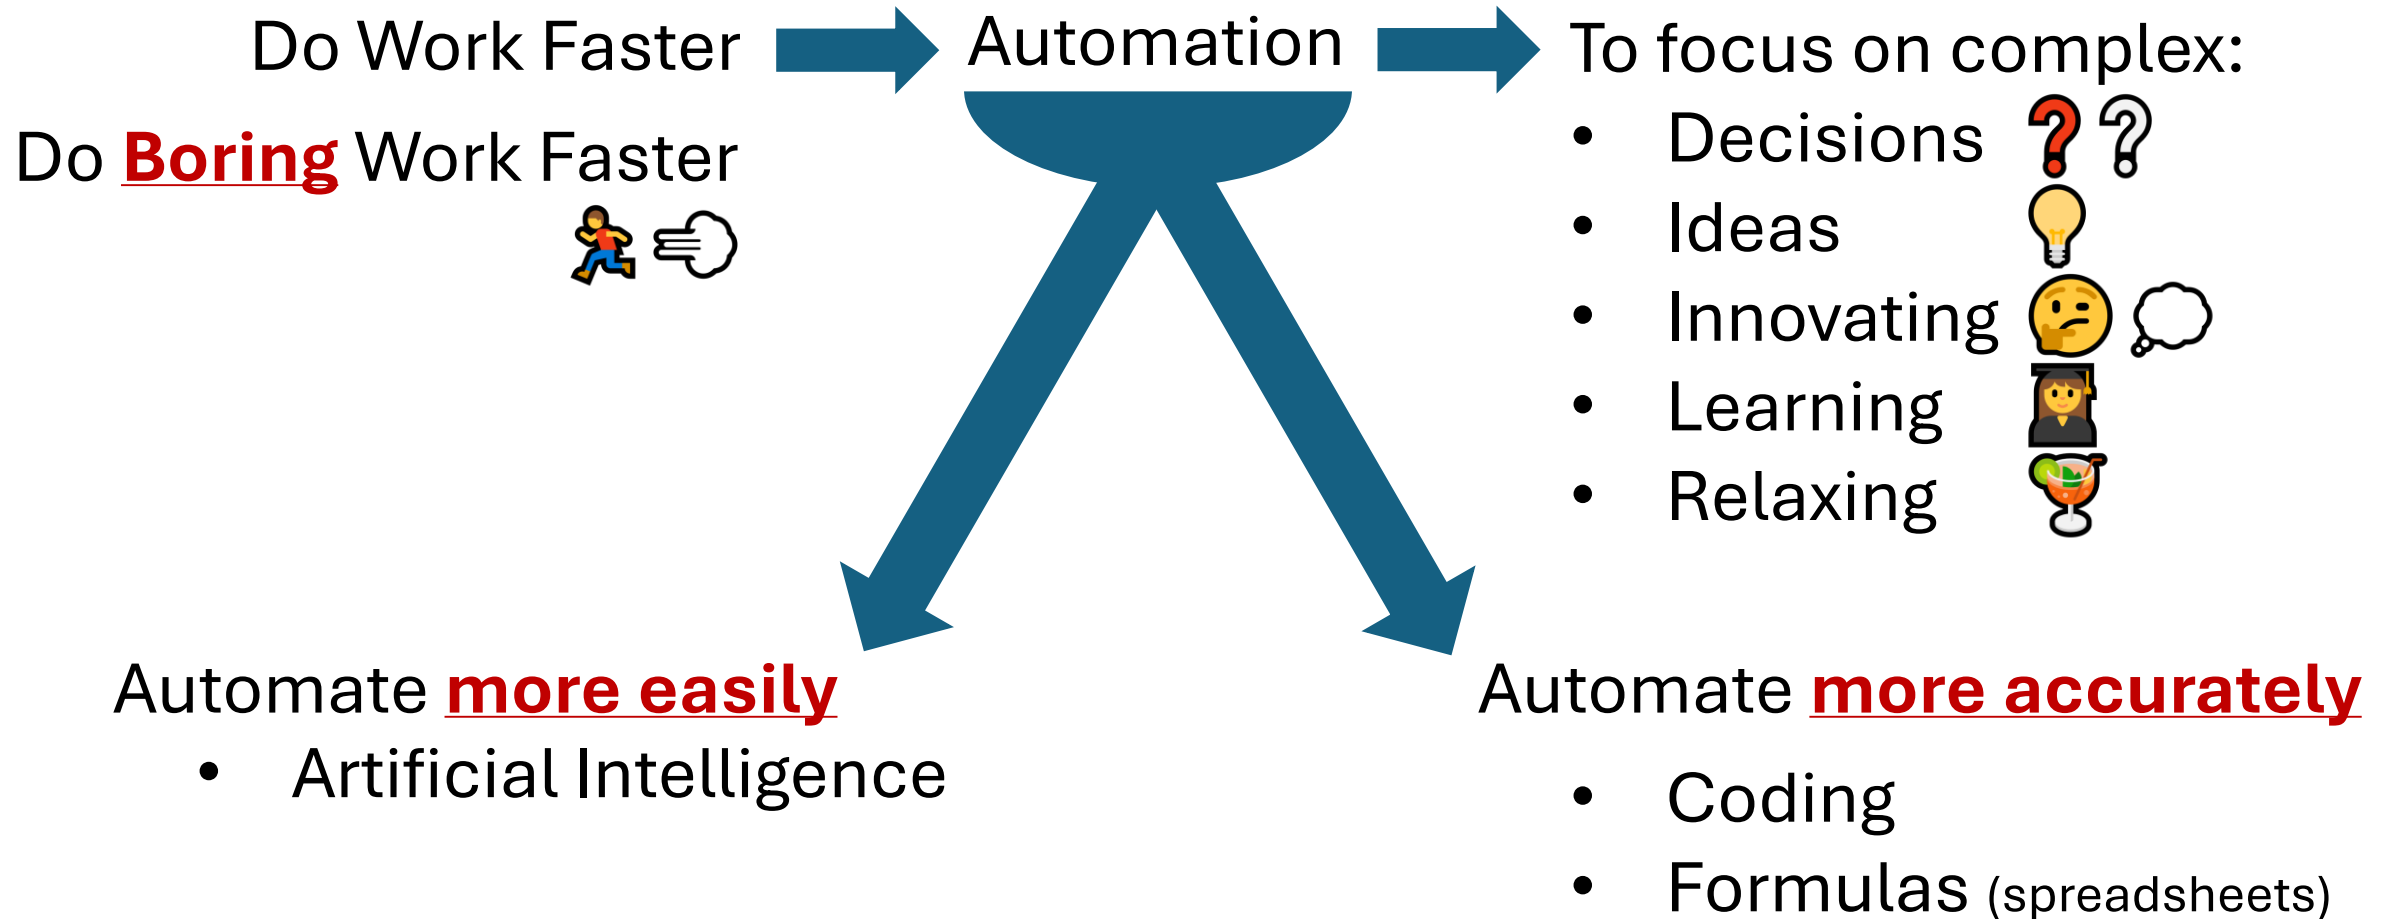 Do Work Faster
Automation
To focus on complex:
Do Boring Work Faster
• Decisions
• Ideas
• Innovating
• Learning
• Relaxing
Automate more easily
• Artificial Intelligence
Automate more accurately
• Coding
• Formulas (spreadsheets)